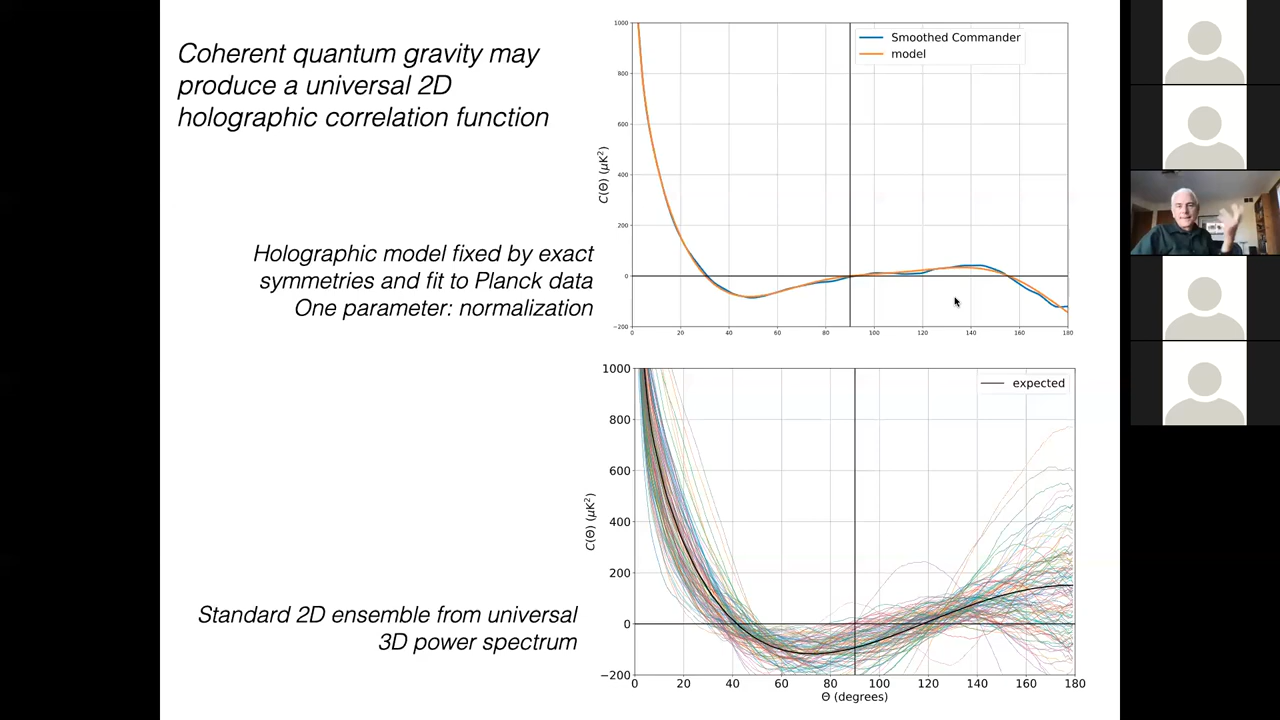 Coherent quantum gravity may
produce a universal 2D
holographic correlation function
Holographic model fixed by exact
symmetries and fit to Planck data
One parameter: normalization
1000
800
600
400
200
0
−200
C(Θ) (μK²)
Smoothed Commander
model
0 20 40 60 80 100 120 140 160 180
Standard 2D ensemble from universal
3D power spectrum
1000
800
600
400
200
0
−200
C(Θ) (μK²)
expected
0 20 40 60 80 100 120 140 160 180
Θ (degrees)